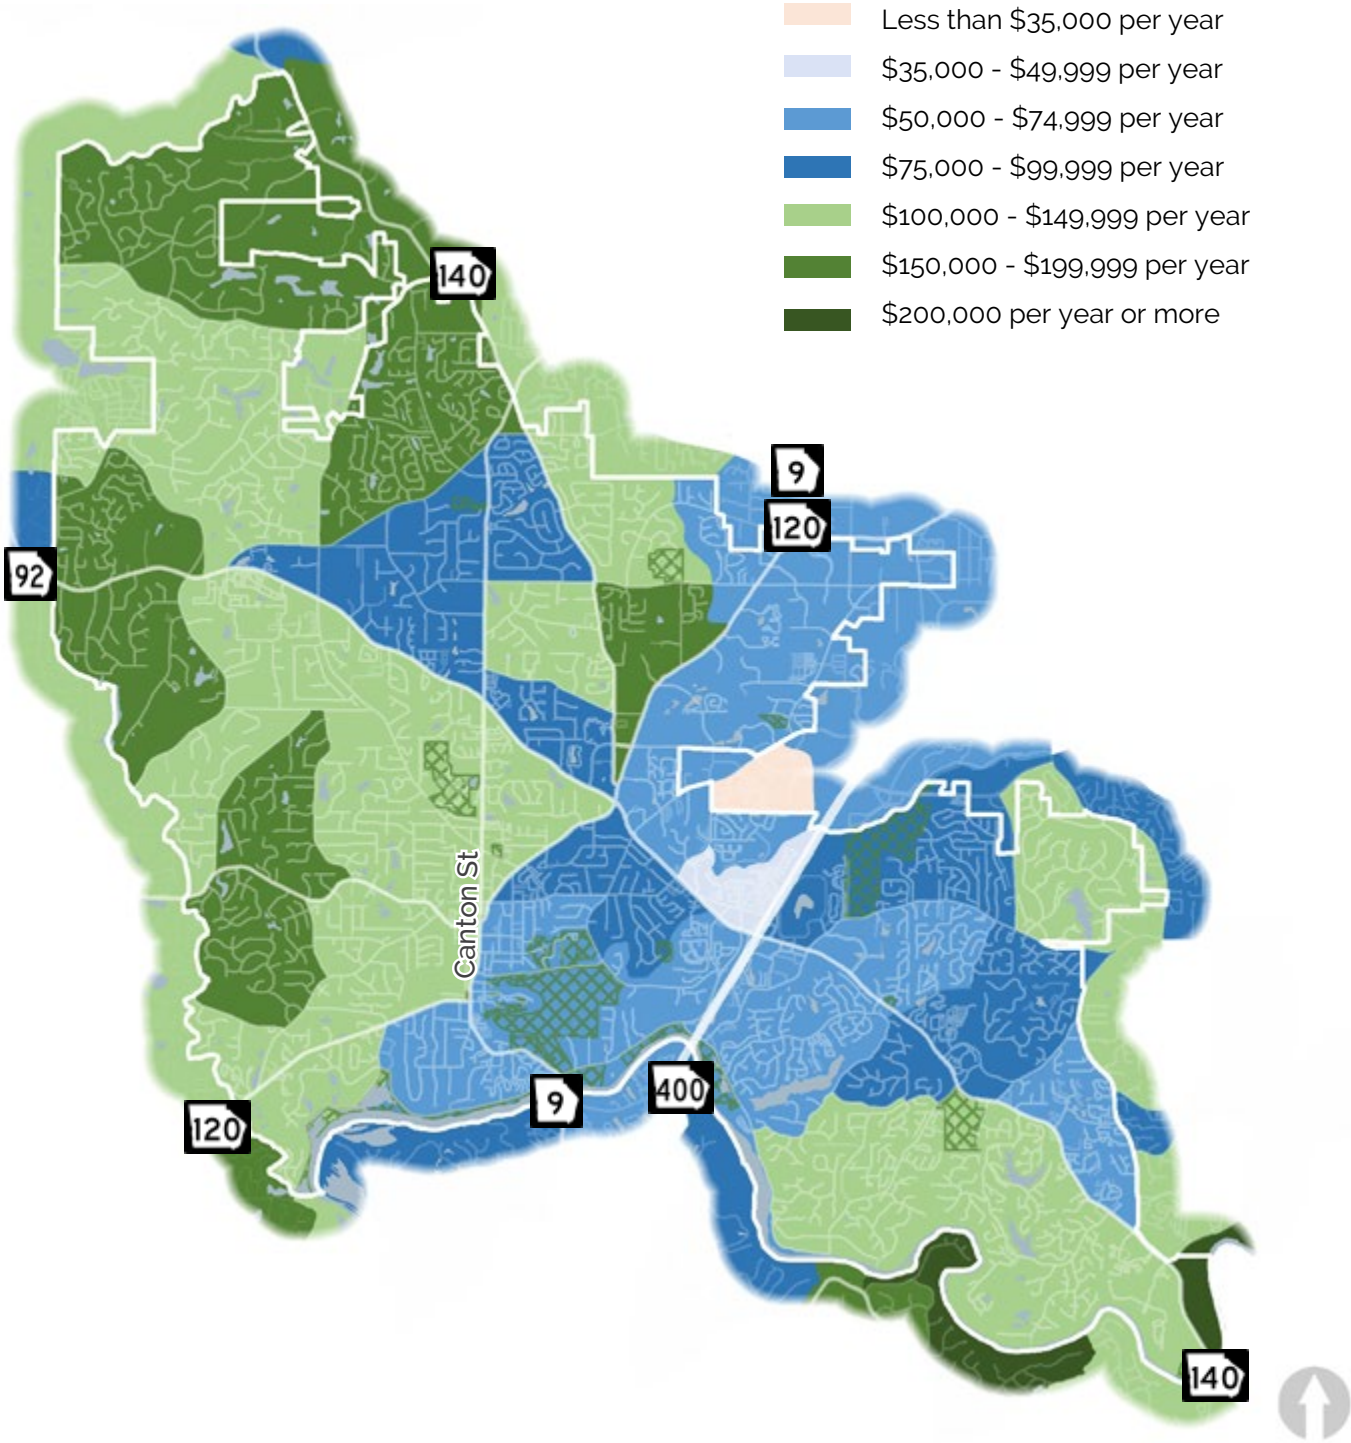 Less than $35,000 per year
$35,000 - $49,999 per year
$50,000 - $74,999 per year
$75,000 - $99,999 per year
$100,000 - $149,999 per year
$150,000 - $199,999 per year
$200,000 per year or more
140
9
120
92
Canton St
400
9
120
140